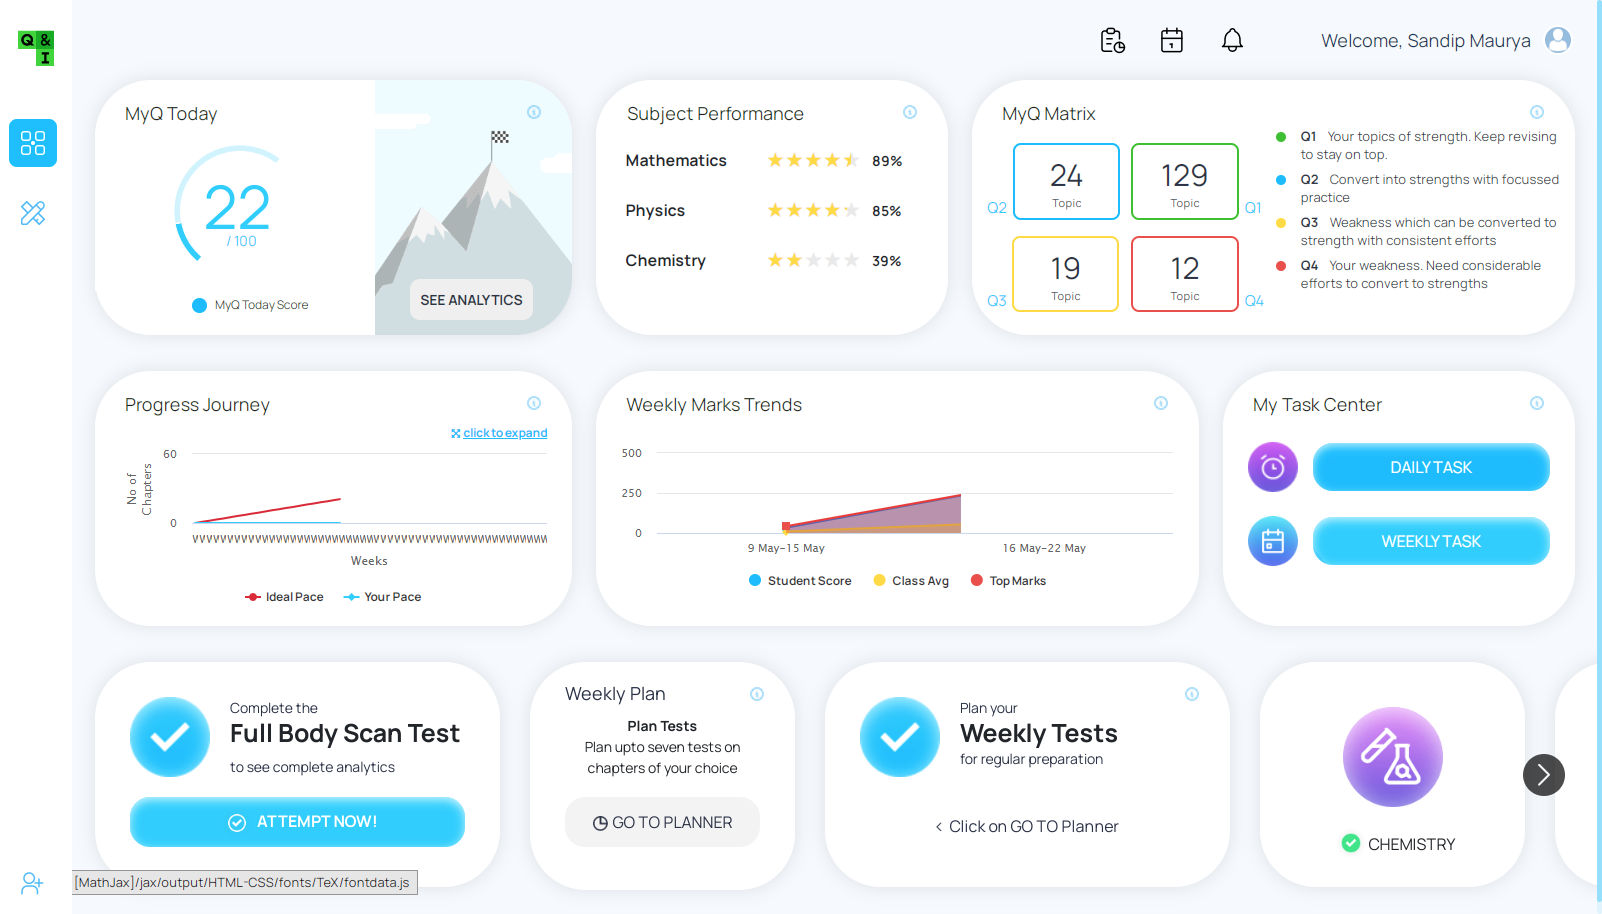 Q &
I
Welcome, Sandip Maurya
MyQ Today
22
/ 100
MyQ Today Score
SEE ANALYTICS
Subject Performance
Mathematics 89%
Physics 85%
Chemistry 39%
MyQ Matrix
Q2
24
Topic
129
Topic
Q1
Q3
19
Topic
12
Topic
Q4
Q1 Your topics of strength. Keep revising
to stay on top.
Q2 Convert into strengths with focussed
practice
Q3 Weakness which can be converted to
strength with consistent efforts
Q4 Your weakness. Need considerable
efforts to convert to strengths
Progress Journey
click to expand
No of
Chapters
60
0
Weeks
Ideal Pace Your Pace
Weekly Marks Trends
500
250
0
9 May-15 May 16 May-22 May
Student Score Class Avg Top Marks
My Task Center
DAILY TASK
WEEKLY TASK
Complete the
Full Body Scan Test
to see complete analytics
ATTEMPT NOW!
Weekly Plan
Plan Tests
Plan upto seven tests on
chapters of your choice
GO TO PLANNER
Plan your
Weekly Tests
for regular preparation
< Click on GO TO Planner
CHEMISTRY
[MathJax]/jax/output/HTML-CSS/fonts/TeX/fontdata.js